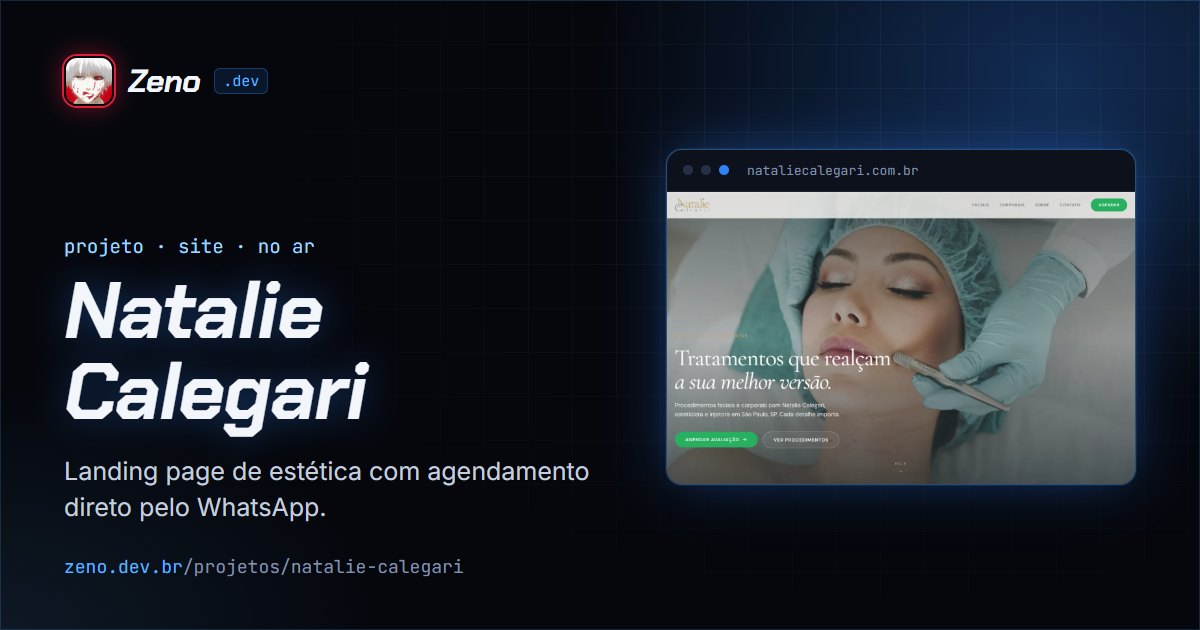 Zeno .dev
projeto · site · no ar
Natalie
Calegari
Landing page de estética com agendamento
direto pelo WhatsApp.
zeno.dev.br/projetos/natalie-calegari
nataliecalegari.com.br
Natalie
Calegari
FACIAIS CORPORAIS SOBRE CONTATO AGENDAR
Tratamentos que realçam
a sua melhor versão.
Procedimentos faciais e corporais com Natalie Calegari,
esteticista e injetora em São Paulo, SP. Cada detalhe importa.
AGENDAR AVALIAÇÃO → VER PROCEDIMENTOS